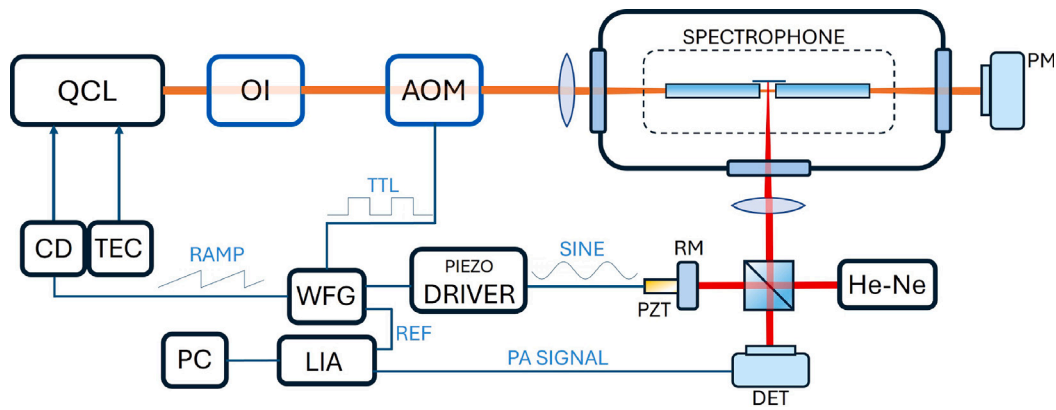 SPECTROPHONE
PM
QCL
OI
AOM
TTL
CD
TEC
RAMP
WFG
PIEZO
DRIVER
SINE
RM
PZT
He-Ne
REF
PC
LIA
PA SIGNAL
DET